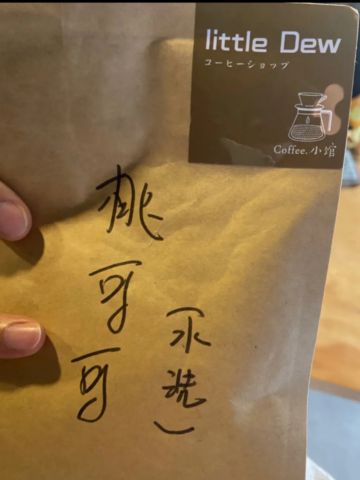 little Dew
コーヒーショップ
Coffee.小馆
桃可可
(水洗)